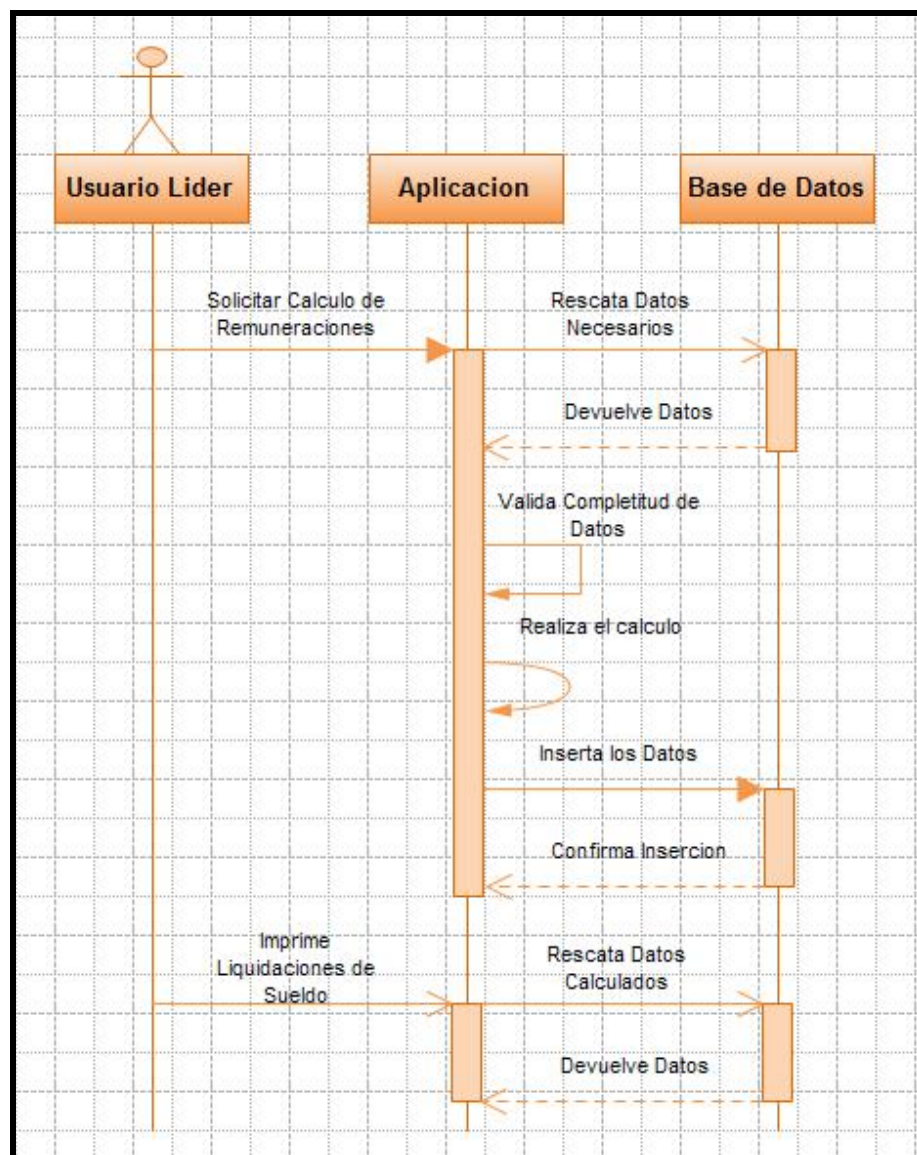 Usuario Lider
Aplicacion
Base de Datos
Solicitar Calculo de
Remuneraciones
Rescata Datos
Necesarios
Devuelve Datos
Valida Completitud de
Datos
Realiza el calculo
Inserta los Datos
Confirma Insercion
Imprime
Liquidaciones de
Sueldo
Rescata Datos
Calculados
Devuelve Datos